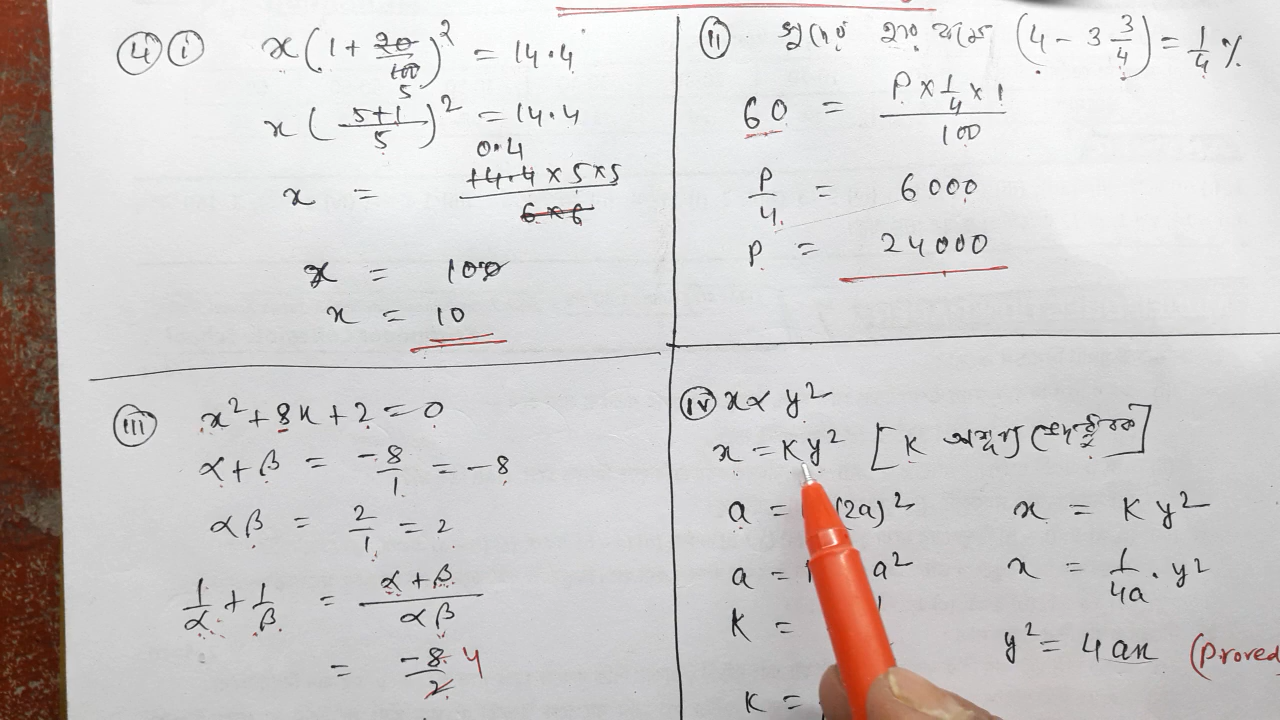 4 i x(1 + 20/100)² = 14.4
5
x(5+1/5)² = 14.4
0.4
x = 14.4 × 5 × 5 / 6 × 6
x = 100
x = 10
ii (4 - 3 3/4) = 1/4 %
60 = P × 1/4 × 1 / 100
P/4 = 6000
P = 24000
iii x² + 8x + 2 = 0
α + β = -8/1 = -8
αβ = 2/1 = 2
1/α + 1/β = α + β / αβ
= -8/2 4
iv x ∝ y²
x = Ky² [K
a = (2a)²
a = a²
K =
K =
x = Ky²
x = 1/4a . y²
y² = 4ax (Proved